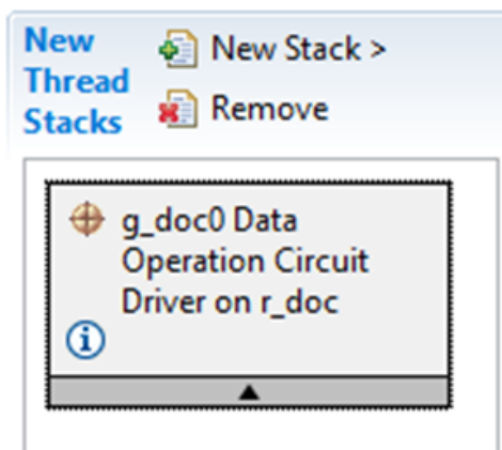 New
Thread
Stacks
New Stack >
Remove
g_doc0 Data
Operation Circuit
Driver on r_doc